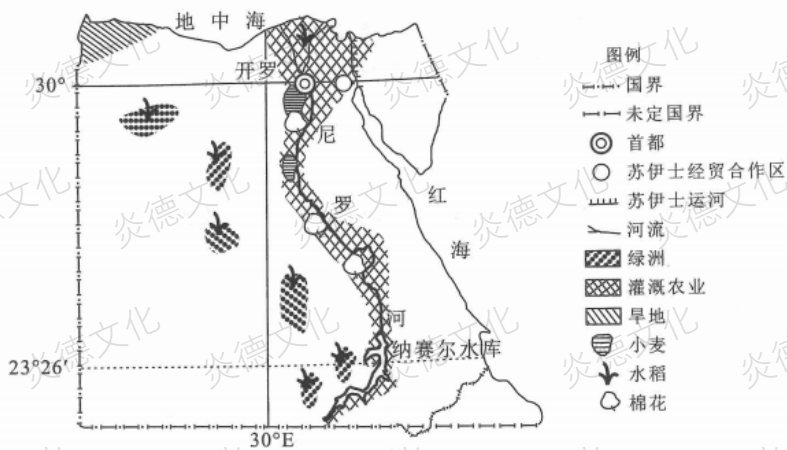 地中海
开罗
30°
尼
罗
河
红
海
纳赛尔水库
23°26′
30°E
图例
国界
未定国界
首都
苏伊士经贸合作区
苏伊士运河
河流
绿洲
灌溉农业
旱地
小麦
水稻
棉花
炎德文化